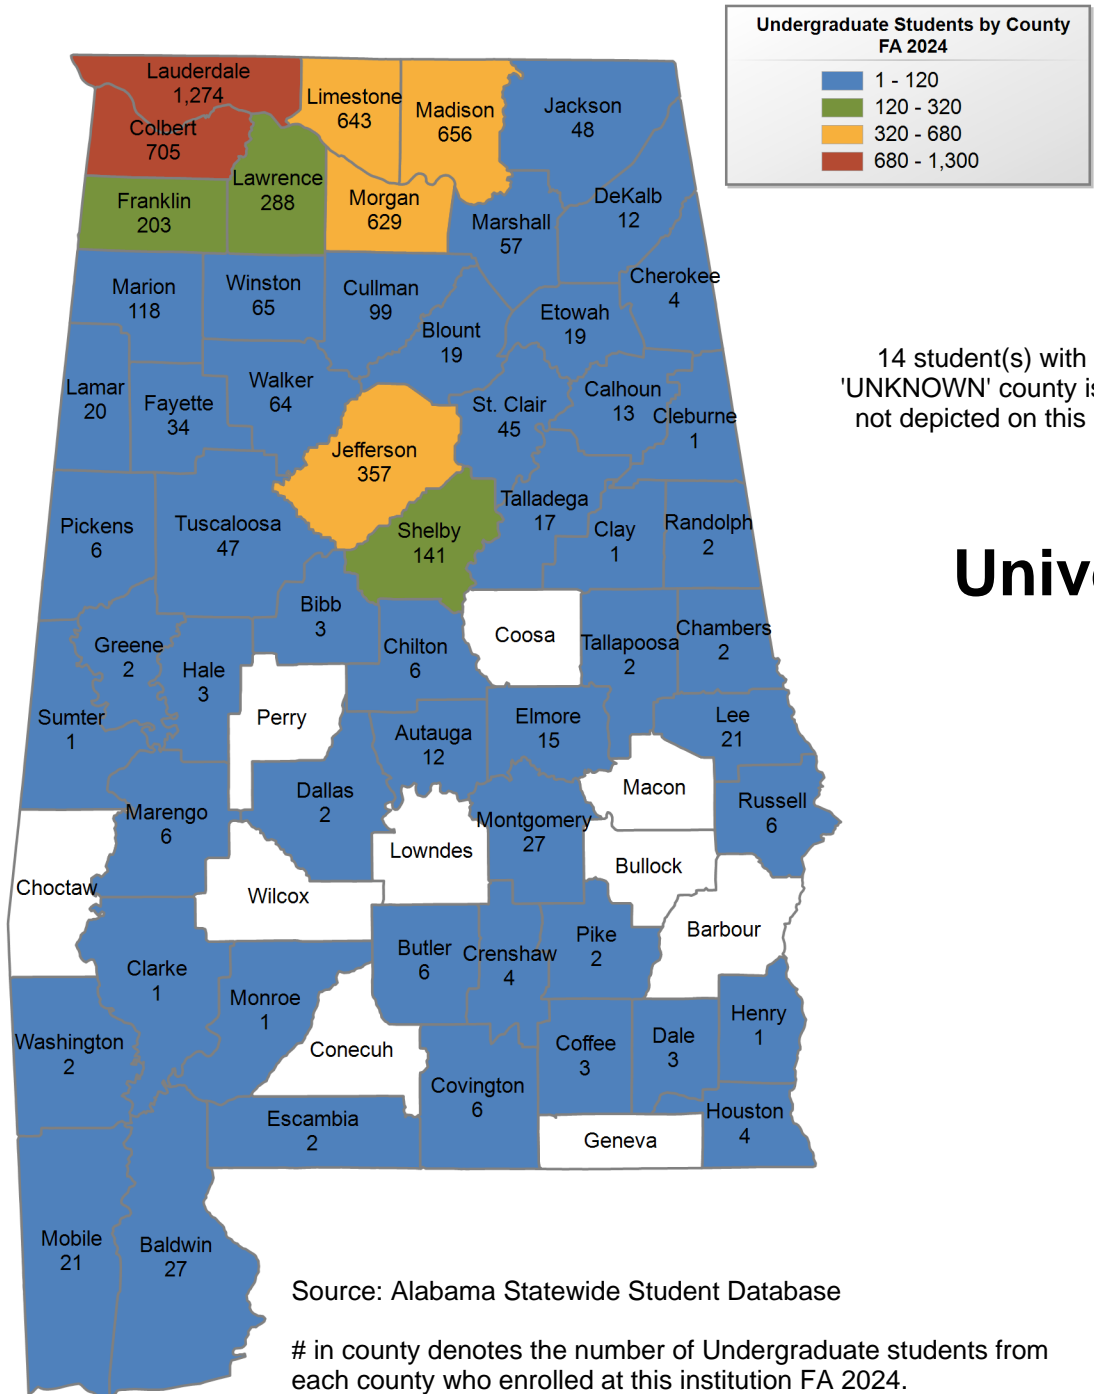 Undergraduate Students by County
FA 2024
1 - 120
120 - 320
320 - 680
680 - 1,300
Lauderdale
1,274
Limestone
643
Madison
656
Jackson
48
Colbert
705
Lawrence
288
Franklin
203
Morgan
629
Marshall
57
DeKalb
12
Cherokee
4
Marion
118
Winston
65
Cullman
99
Blount
19
Etowah
19
14 student(s) with
'UNKNOWN' county is
not depicted on this
Lamar
20
Fayette
34
Walker
64
St. Clair
45
Calhoun
13
Cleburne
1
Jefferson
357
Pickens
6
Tuscaloosa
47
Shelby
141
Talladega
17
Clay
1
Randolph
2
Bibb
3
Chilton
6
Coosa
Tallapoosa
2
Chambers
2
Greene
2
Hale
3
Sumter
1
Perry
Autauga
12
Elmore
15
Lee
21
Marengo
6
Dallas
2
Lowndes
Montgomery
27
Macon
Russell
6
Bullock
Choctaw
Wilcox
Barbour
Butler
6
Crenshaw
4
Pike
2
Clarke
1
Monroe
1
Washington
2
Conecuh
Covington
6
Coffee
3
Dale
3
Henry
1
Escambia
2
Geneva
Houston
4
Mobile
21
Baldwin
27
Source: Alabama Statewide Student Database
# in county denotes the number of Undergraduate students from
each county who enrolled at this institution FA 2024.